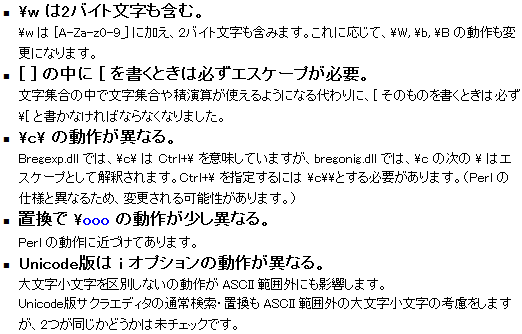 ¥w は2バイト文字も含む。
¥w は [A-Za-z0-9_] に加え、2バイト文字も含みます。これに応じて、¥W, ¥b, ¥B の動作も変
更になります。
[ ] の中に [ を書くときは必ずエスケープが必要。
文字集合の中で文字集合や積演算が使えるようになる代わりに、[ そのものを書くときは必ず
¥[ と書かなければならなくなりました。
¥c¥ の動作が異なる。
Bregexp.dll では、¥c¥ は Ctrl+¥ を意味していますが、bregonig.dll では、¥c の次の ¥ はエ
スケープとして解釈されます。Ctrl+¥ を指定するには ¥c¥¥とする必要があります。（Perl の
仕様と異なるため、変更される可能性があります。）
置換で ¥ooo の動作が少し異なる。
Perl の動作に近づけてあります。
Unicode版は i オプションの動作が異なる。
大文字小文字を区別しないの動作が ASCII 範囲外にも影響します。
Unicode版サクラエディタの通常検索・置換も ASCII 範囲外の大文字小文字の考慮をします
が、2つが同じかどうかは未チェックです。